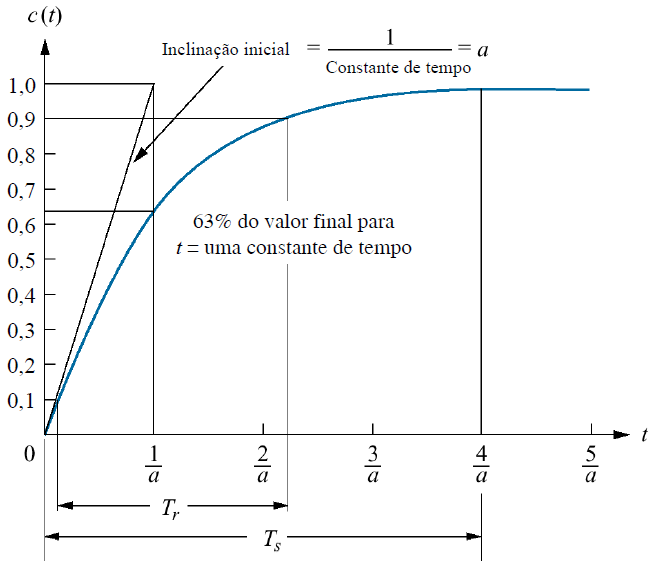 c(t)
Inclinação inicial = 1 / Constante de tempo = a
1,0
0,9
0,8
0,7
0,6
0,5
0,4
0,3
0,2
0,1
0
63% do valor final para
t = uma constante de tempo
1/a
2/a
3/a
4/a
5/a
t
Tr
Ts